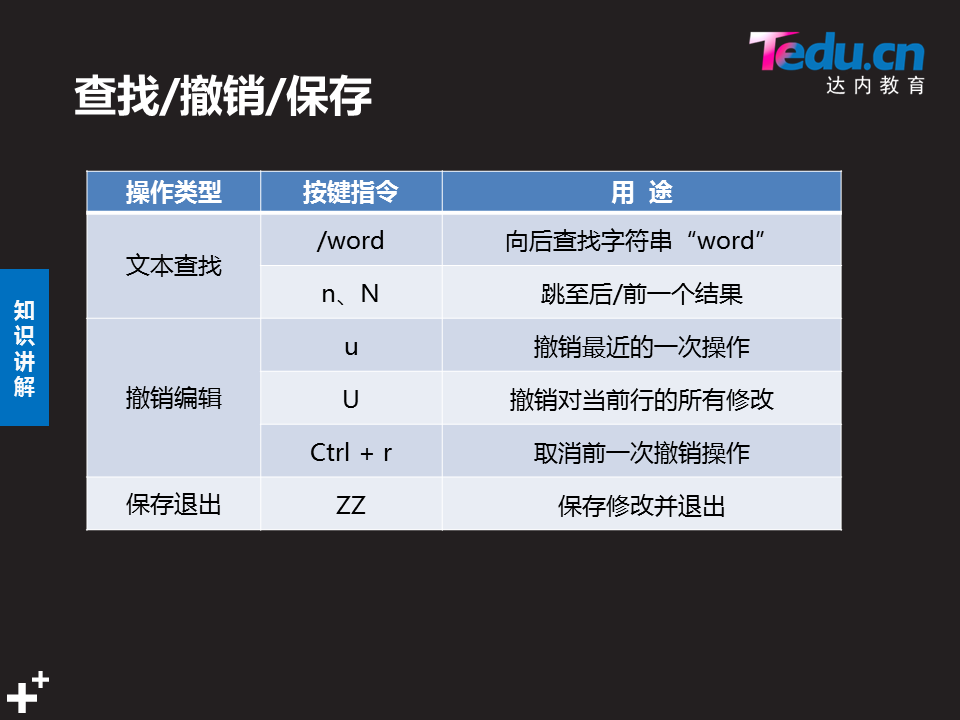 Tedu.cn
达内教育
查找/撤销/保存
操作类型 按键指令 用 途
文本查找 /word 向后查找字符串“word”
n、N 跳至后/前一个结果
撤销编辑 u 撤销最近的一次操作
U 撤销对当前行的所有修改
Ctrl + r 取消前一次撤销操作
保存退出 ZZ 保存修改并退出
知识讲解